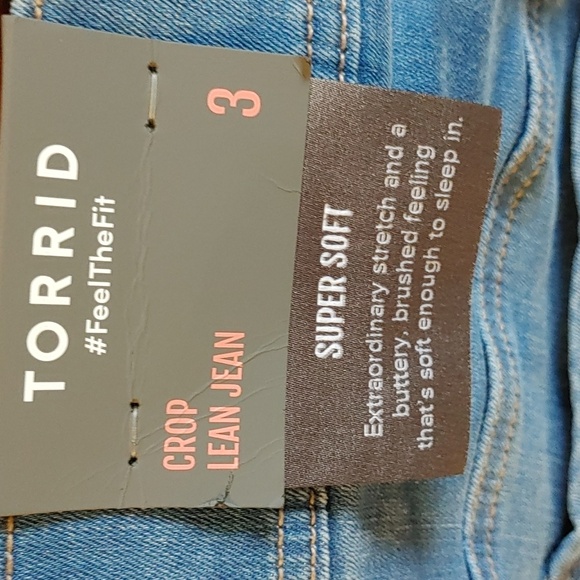 TORRID
#FeelTheFit
CROP
LEAN JEAN 3
SUPER SOFT
Extraordinary stretch and a
buttery, brushed feeling
that's soft enough to sleep in.